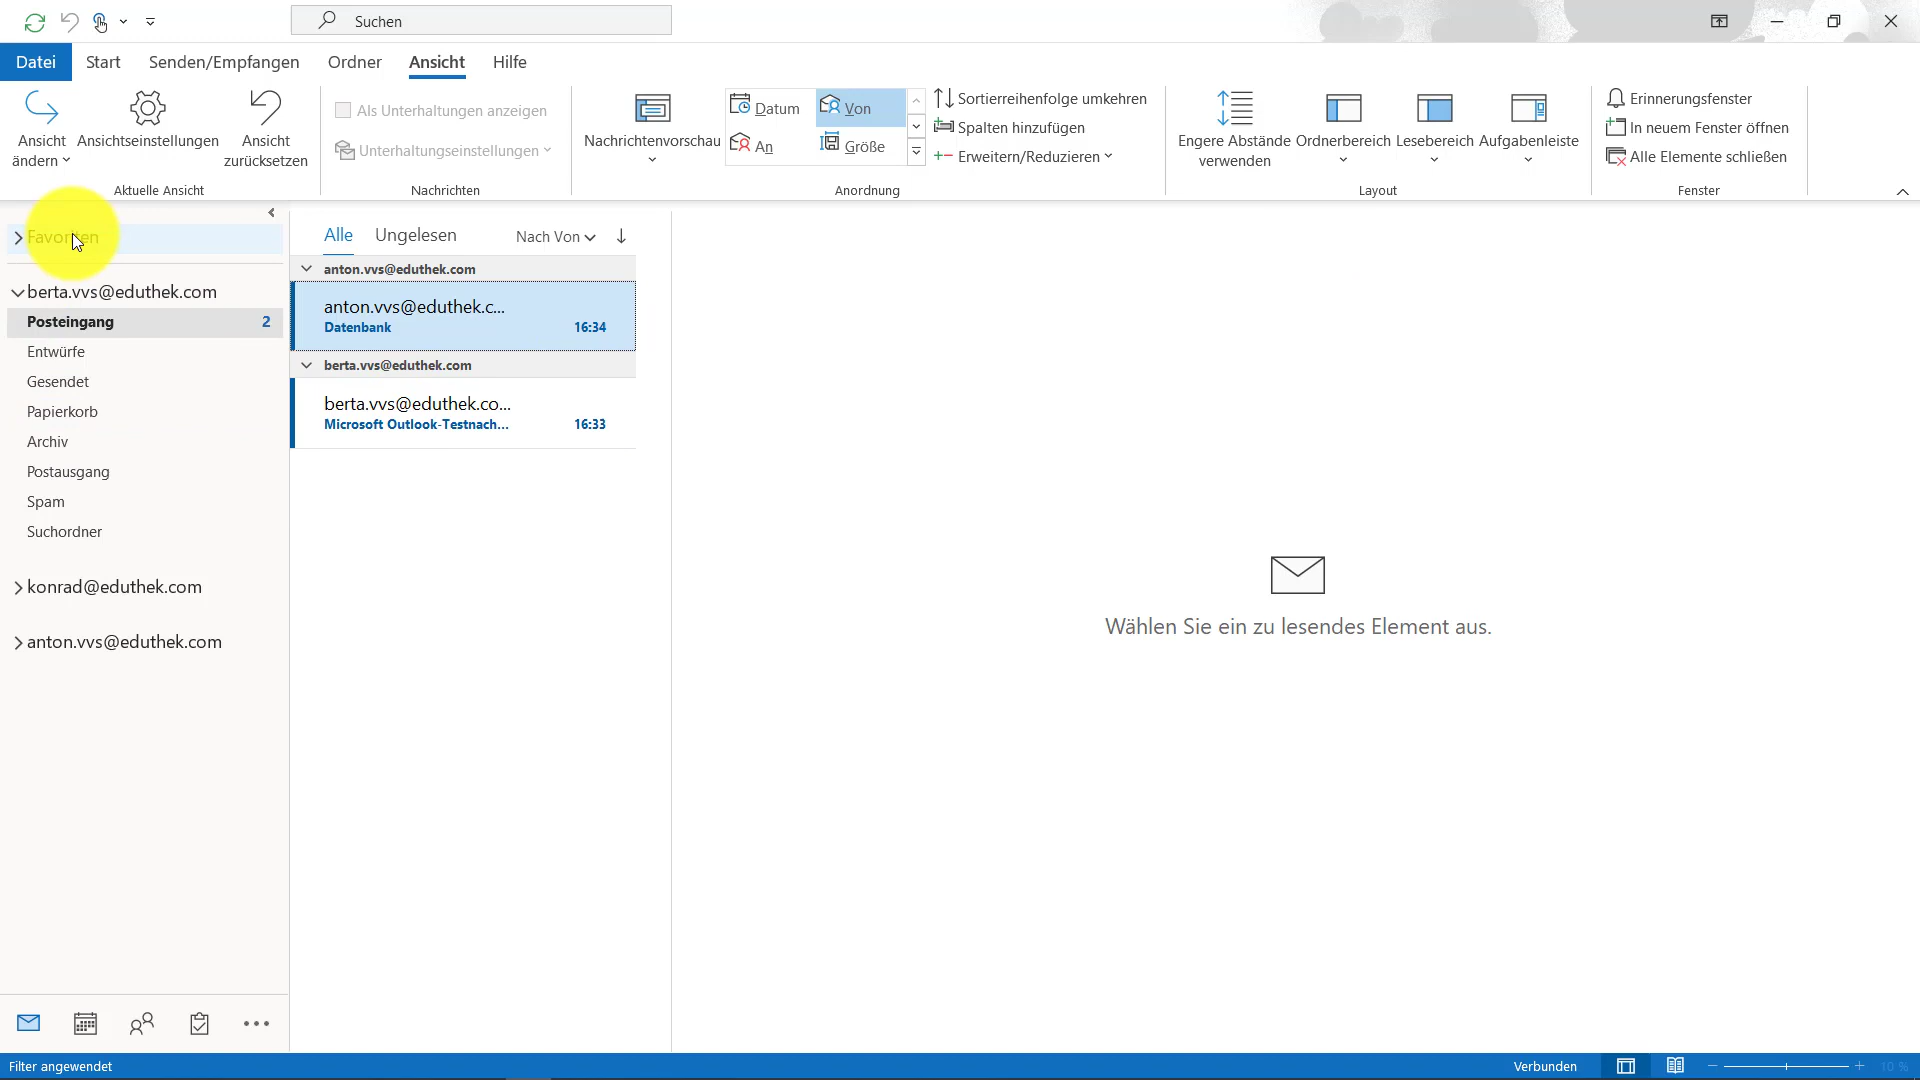 Suchen
Datei Start Senden/Empfangen Ordner Ansicht Hilfe
Ansicht ändern
Ansichtseinstellungen
Ansicht zurücksetzen
Aktuelle Ansicht
Als Unterhaltungen anzeigen
Unterhaltungseinstellungen
Nachrichten
Nachrichtenvorschau
Datum
Von
An
Größe
Sortierreihenfolge umkehren
Spalten hinzufügen
Erweitern/Reduzieren
Anordnung
Engere Abstände verwenden
Ordnerbereich
Lesebereich
Aufgabenleiste
Layout
Erinnerungsfenster
In neuem Fenster öffnen
Alle Elemente schließen
Fenster
Favoriten
berta.vvs@eduthek.com
Posteingang 2
Entwürfe
Gesendet
Papierkorb
Archiv
Postausgang
Spam
Suchordner
konrad@eduthek.com
anton.vvs@eduthek.com
Alle Ungelesen Nach Von
anton.vvs@eduthek.com
anton.vvs@eduthek.c...
Datenbank 16:34
berta.vvs@eduthek.com
berta.vvs@eduthek.co...
Microsoft Outlook-Testnach... 16:33
Wählen Sie ein zu lesendes Element aus.
Filter angewendet
Verbunden
10 %